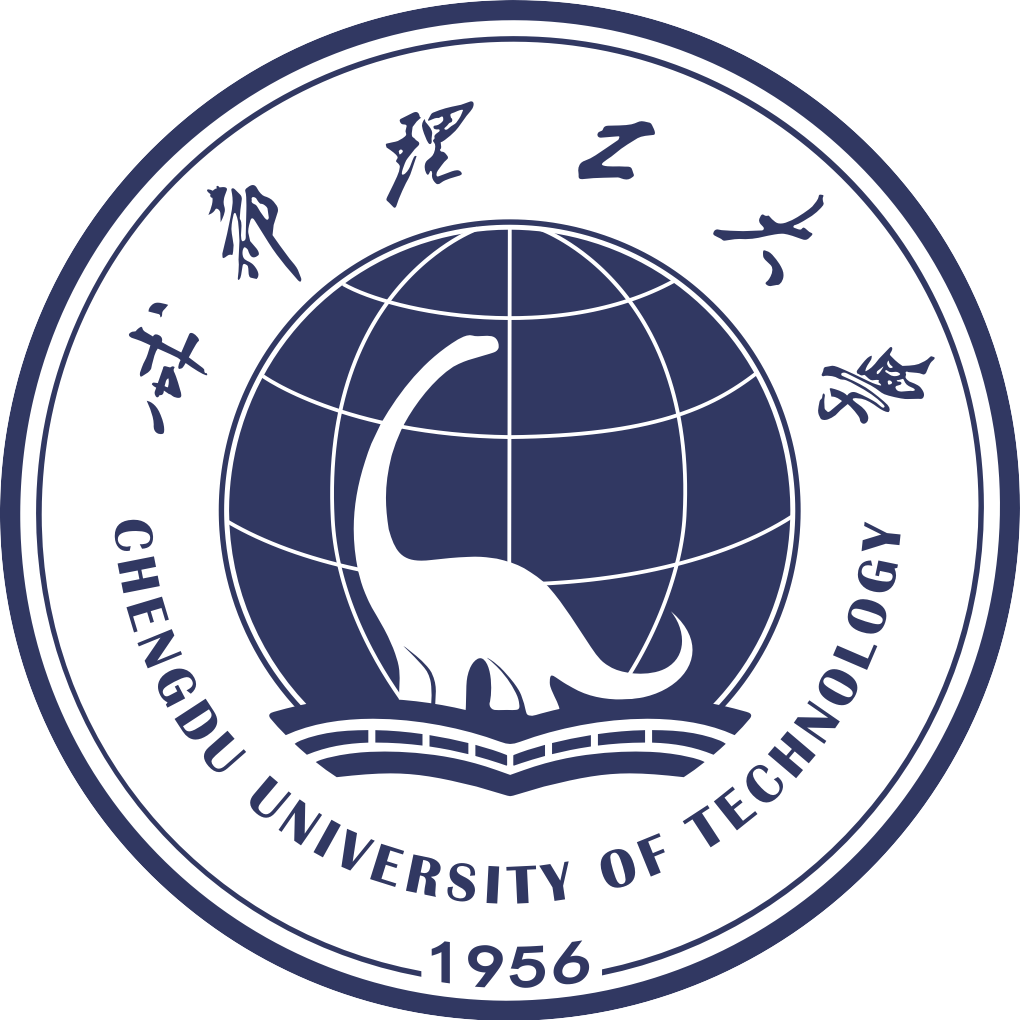 成都理工大學
CHENGDU UNIVERSITY OF TECHNOLOGY
1956